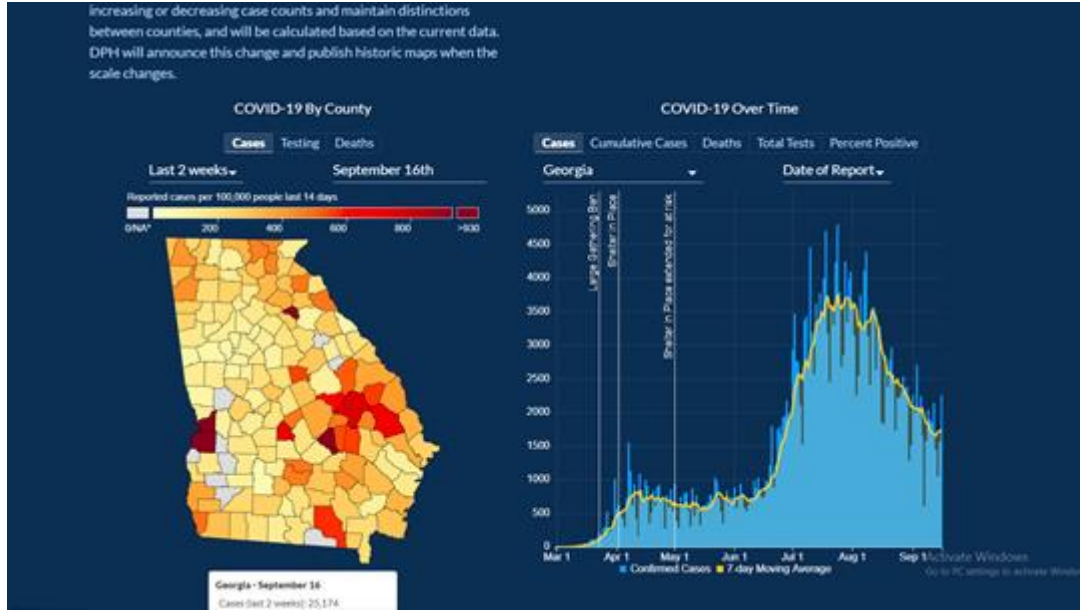 increasing or decreasing case counts and maintain distinctions
between counties, and will be calculated based on the current data.
DPH will announce this change and publish historic maps when the
scale changes.
COVID-19 By County
Cases Testing Deaths
Last 2 weeks September 16th
Reported cases per 100,000 people last 14 days
0/NA* 200 400 600 800 >930
Georgia - September 16
Cases (last 2 weeks): 25,174
COVID-19 Over Time
Cases Cumulative Cases Deaths Total Tests Percent Positive
Georgia Date of Report
Large Gathering Ban
Shelter in Place
Shelter in Place extended for at risk
5000
4500
4000
3500
3000
2500
2000
1500
1000
500
0
Mar 1 Apr 1 May 1 Jun 1 Jul 1 Aug 1 Sep 1
Confirmed Cases 7-day Moving Average
Activate Windows
Go to PC settings to activate Windows